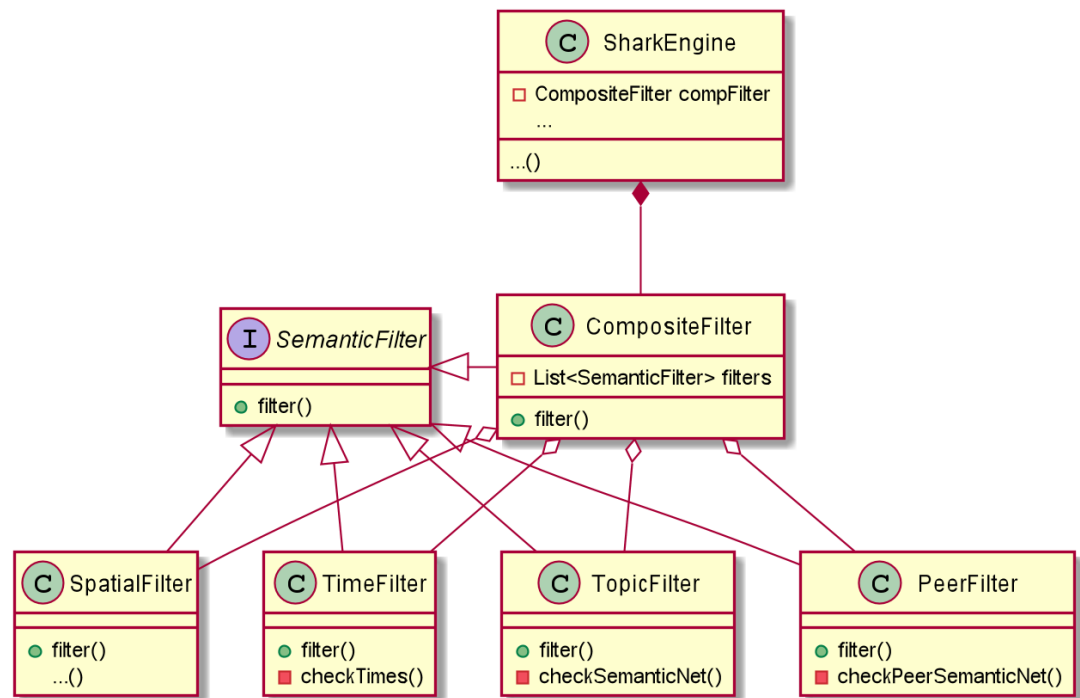 C SharkEngine
CompositeFilter compFilter
...
...()
I SemanticFilter
filter()
C CompositeFilter
List<SemanticFilter> filters
filter()
C SpatialFilter
filter()
...()
C TimeFilter
filter()
checkTimes()
C TopicFilter
filter()
checkSemanticNet()
C PeerFilter
filter()
checkPeerSemanticNet()